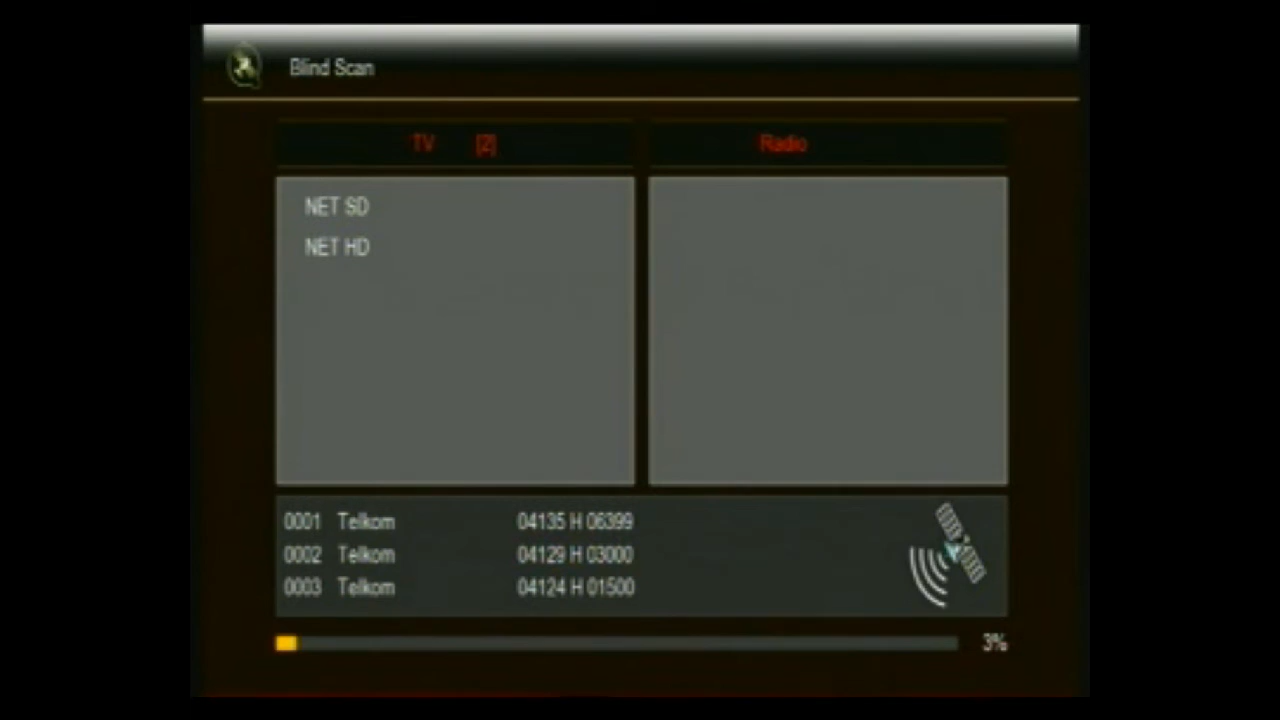 Blind Scan
TV [2] Radio
NET SD
NET HD
0001 Telkom 04135 H 06399
0002 Telkom 04129 H 03000
0003 Telkom 04124 H 01500
3%